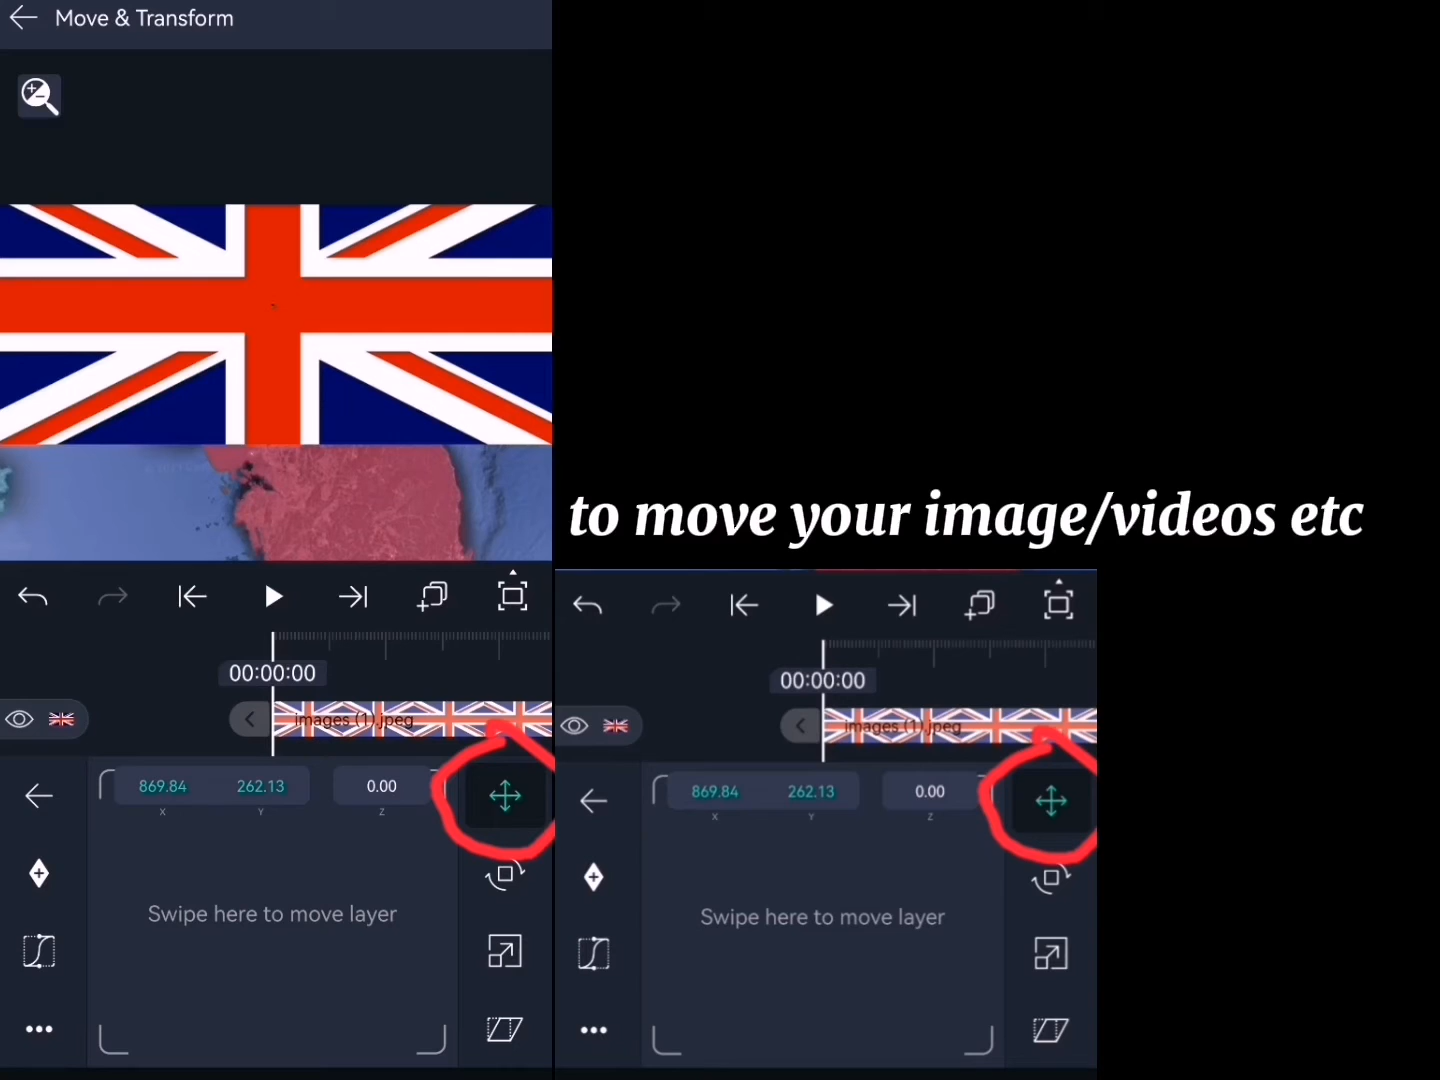 Move & Transform
to move your image/videos etc
00:00:00
images (1).jpeg
869.84 262.13 0.00
X Y Z
Swipe here to move layer
00:00:00
images (1).jpeg
869.84 262.13 0.00
X Y Z
Swipe here to move layer